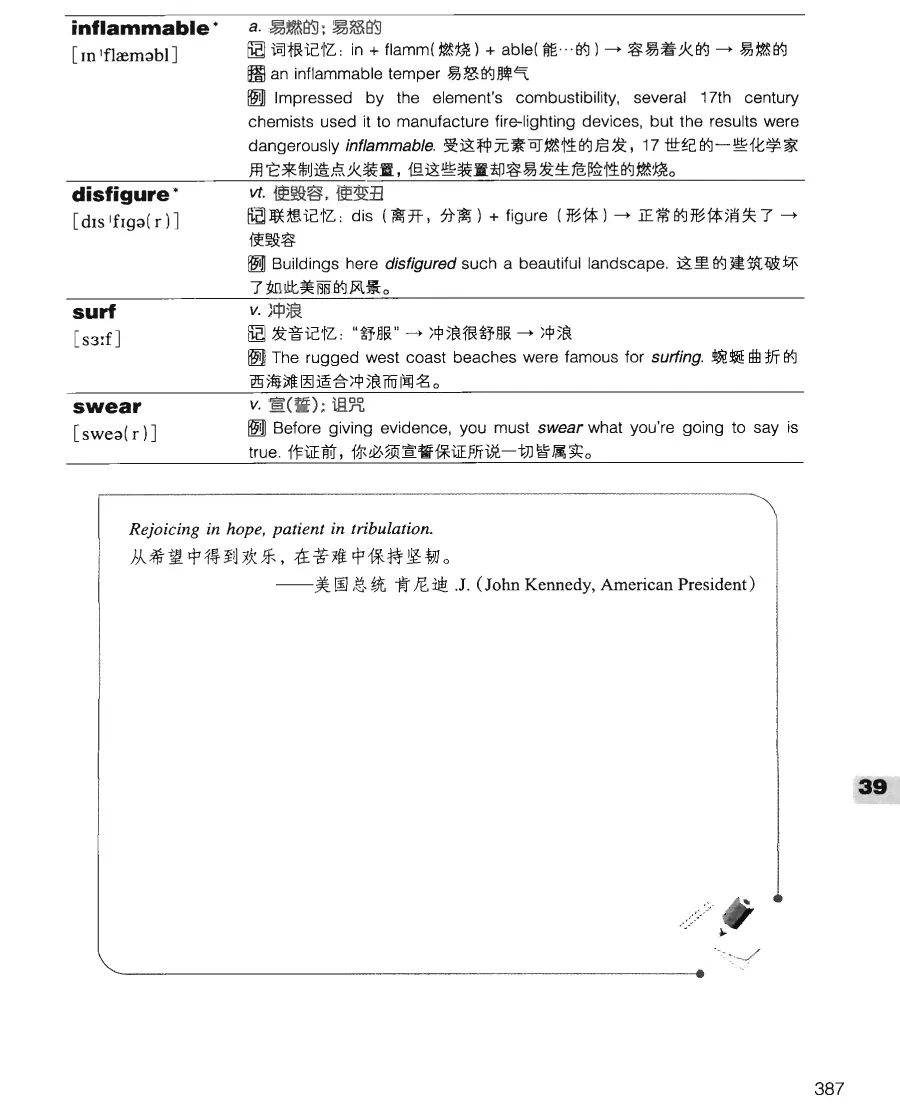 inflammable*
a. 易燃的; 易怒的
[ɪnˈflæməbl]
记 词根记忆: in + flamm(燃烧) + able(能…的) → 容易着火的 → 易燃的
搭 an inflammable temper 易怒的脾气
例 Impressed by the element's combustibility, several 17th century
chemists used it to manufacture fire-lighting devices, but the results were
dangerously inflammable. 受这种元素可燃性的启发, 17 世纪的一些化学家
用它来制造点火装置, 但这些装置却容易发生危险性的燃烧。
disfigure*
vt. 使毁容, 使变丑
[dɪsˈfɪgə(r)]
记 联想记忆: dis (离开, 分离) + figure (形体) → 正常的形体消失了 →
使毁容
例 Buildings here disfigured such a beautiful landscape. 这里的建筑破坏
了如此美丽的风景。
surf
v. 冲浪
[sɜːf]
记 发音记忆: “舒服” → 冲浪很舒服 → 冲浪
例 The rugged west coast beaches were famous for surfing. 蜿蜒曲折的
西海滩因适合冲浪而闻名。
swear
v. 宣(誓); 诅咒
[sweə(r)]
例 Before giving evidence, you must swear what you're going to say is
true. 作证前, 你必须宣誓保证所说一切皆属实。
Rejoicing in hope, patient in tribulation.
从希望中得到欢乐, 在苦难中保持坚韧。
——美国总统 肯尼迪 .J. (John Kennedy, American President)
39
387